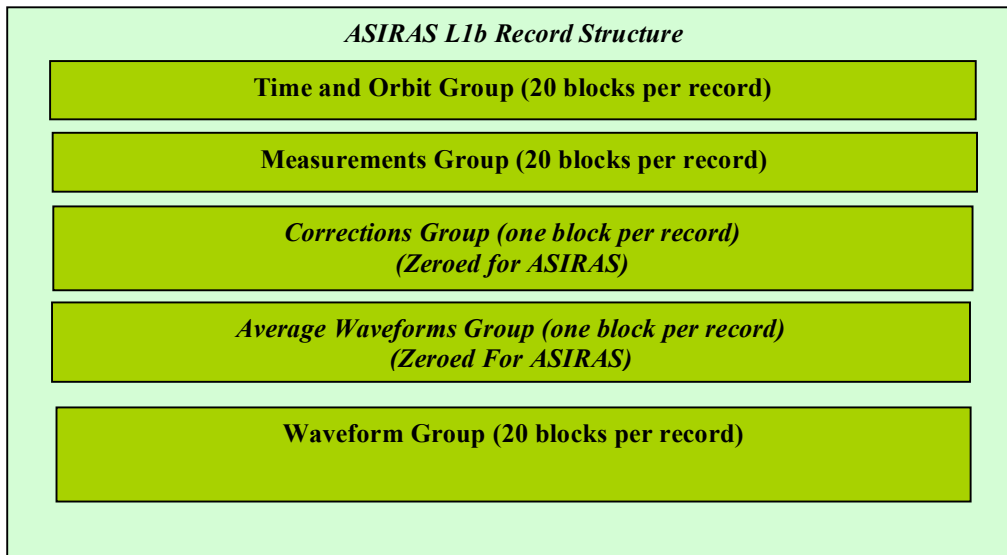 ASIRAS L1b Record Structure
Time and Orbit Group (20 blocks per record)
Measurements Group (20 blocks per record)
Corrections Group (one block per record)
(Zeroed for ASIRAS)
Average Waveforms Group (one block per record)
(Zeroed For ASIRAS)
Waveform Group (20 blocks per record)